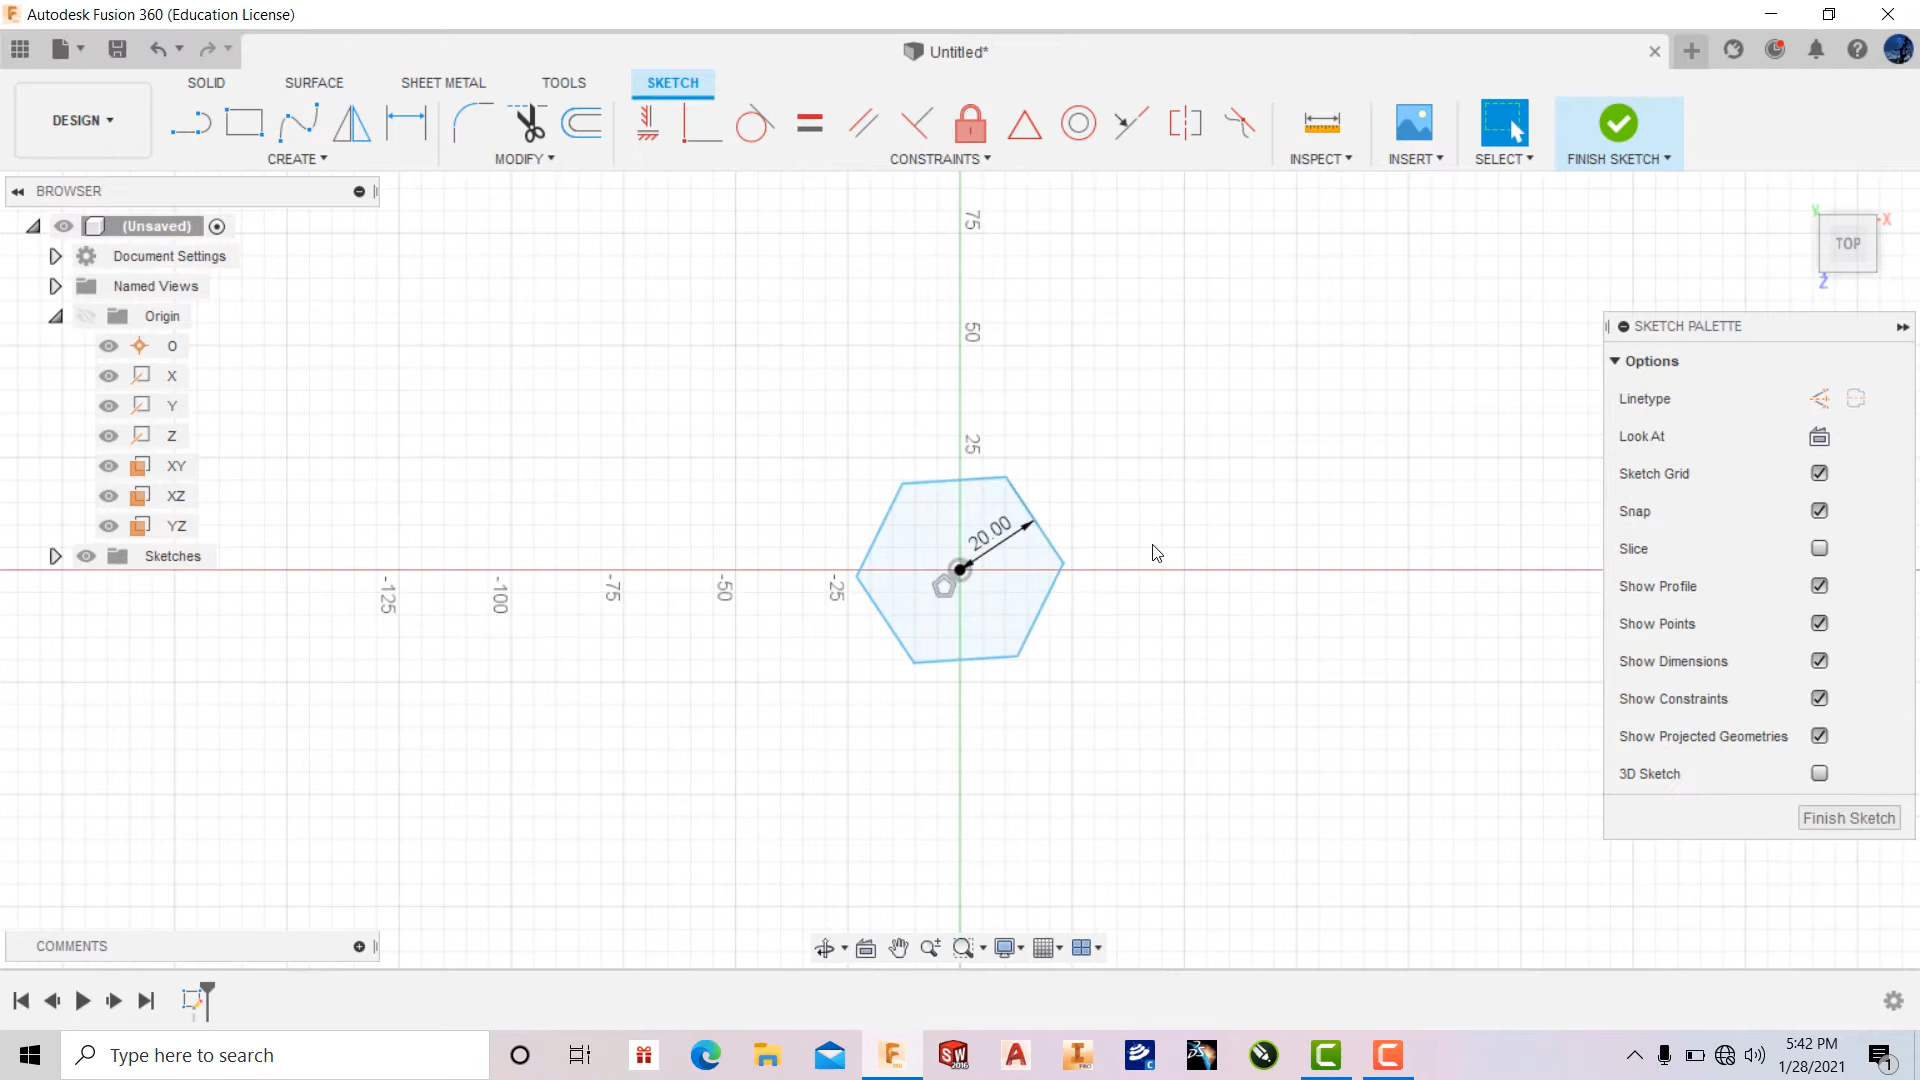 Autodesk Fusion 360 (Education License)
Untitled*
SOLID SURFACE SHEET METAL TOOLS SKETCH
DESIGN
CREATE MODIFY CONSTRAINTS INSPECT INSERT SELECT FINISH SKETCH
BROWSER
(Unsaved)
Document Settings
Named Views
Origin
O
X
Y
Z
XY
XZ
YZ
Sketches
75
50
25
-125 -100 -75 -50 -25
20.00
Y X
TOP
Z
SKETCH PALETTE
Options
Linetype
Look At
Sketch Grid
Snap
Slice
Show Profile
Show Points
Show Dimensions
Show Constraints
Show Projected Geometries
3D Sketch
Finish Sketch
COMMENTS
Type here to search
5:42 PM
1/28/2021